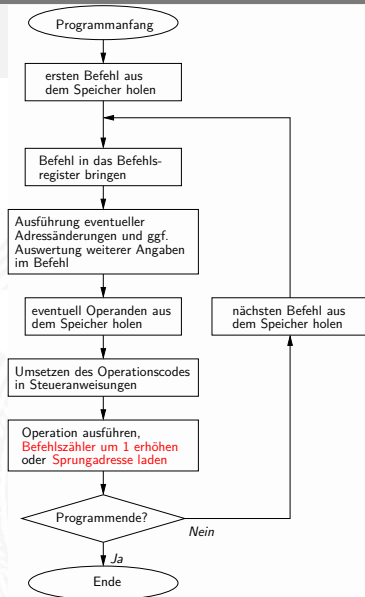 Programmanfang
ersten Befehl aus
dem Speicher holen
Befehl in das Befehls-
register bringen
Ausführung eventueller
Adressänderungen und ggf.
Auswertung weiterer Angaben
im Befehl
eventuell Operanden aus
dem Speicher holen
nächsten Befehl aus
dem Speicher holen
Umsetzen des Operationscodes
in Steueranweisungen
Operation ausführen,
Befehlszähler um 1 erhöhen
oder Sprungadresse laden
Programmende?
Nein
Ja
Ende